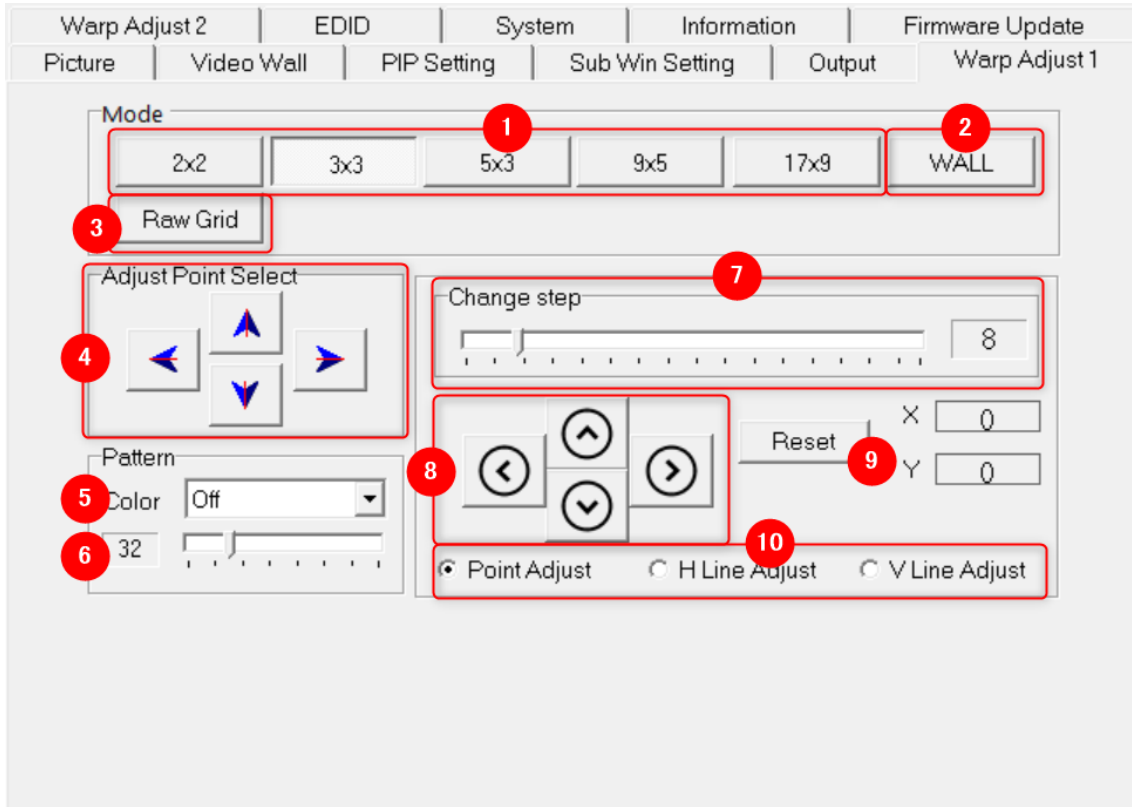 Warp Adjust 2 EDID System Information Firmware Update
Picture Video Wall PIP Setting Sub Win Setting Output Warp Adjust 1
Mode
1 2
2x2 3x3 5x3 9x5 17x9 WALL
3 Raw Grid
Adjust Point Select
4
7
Change step
8
Pattern
5 Color Off
6 32
8
Reset 9
X 0
Y 0
10
Point Adjust H Line Adjust V Line Adjust